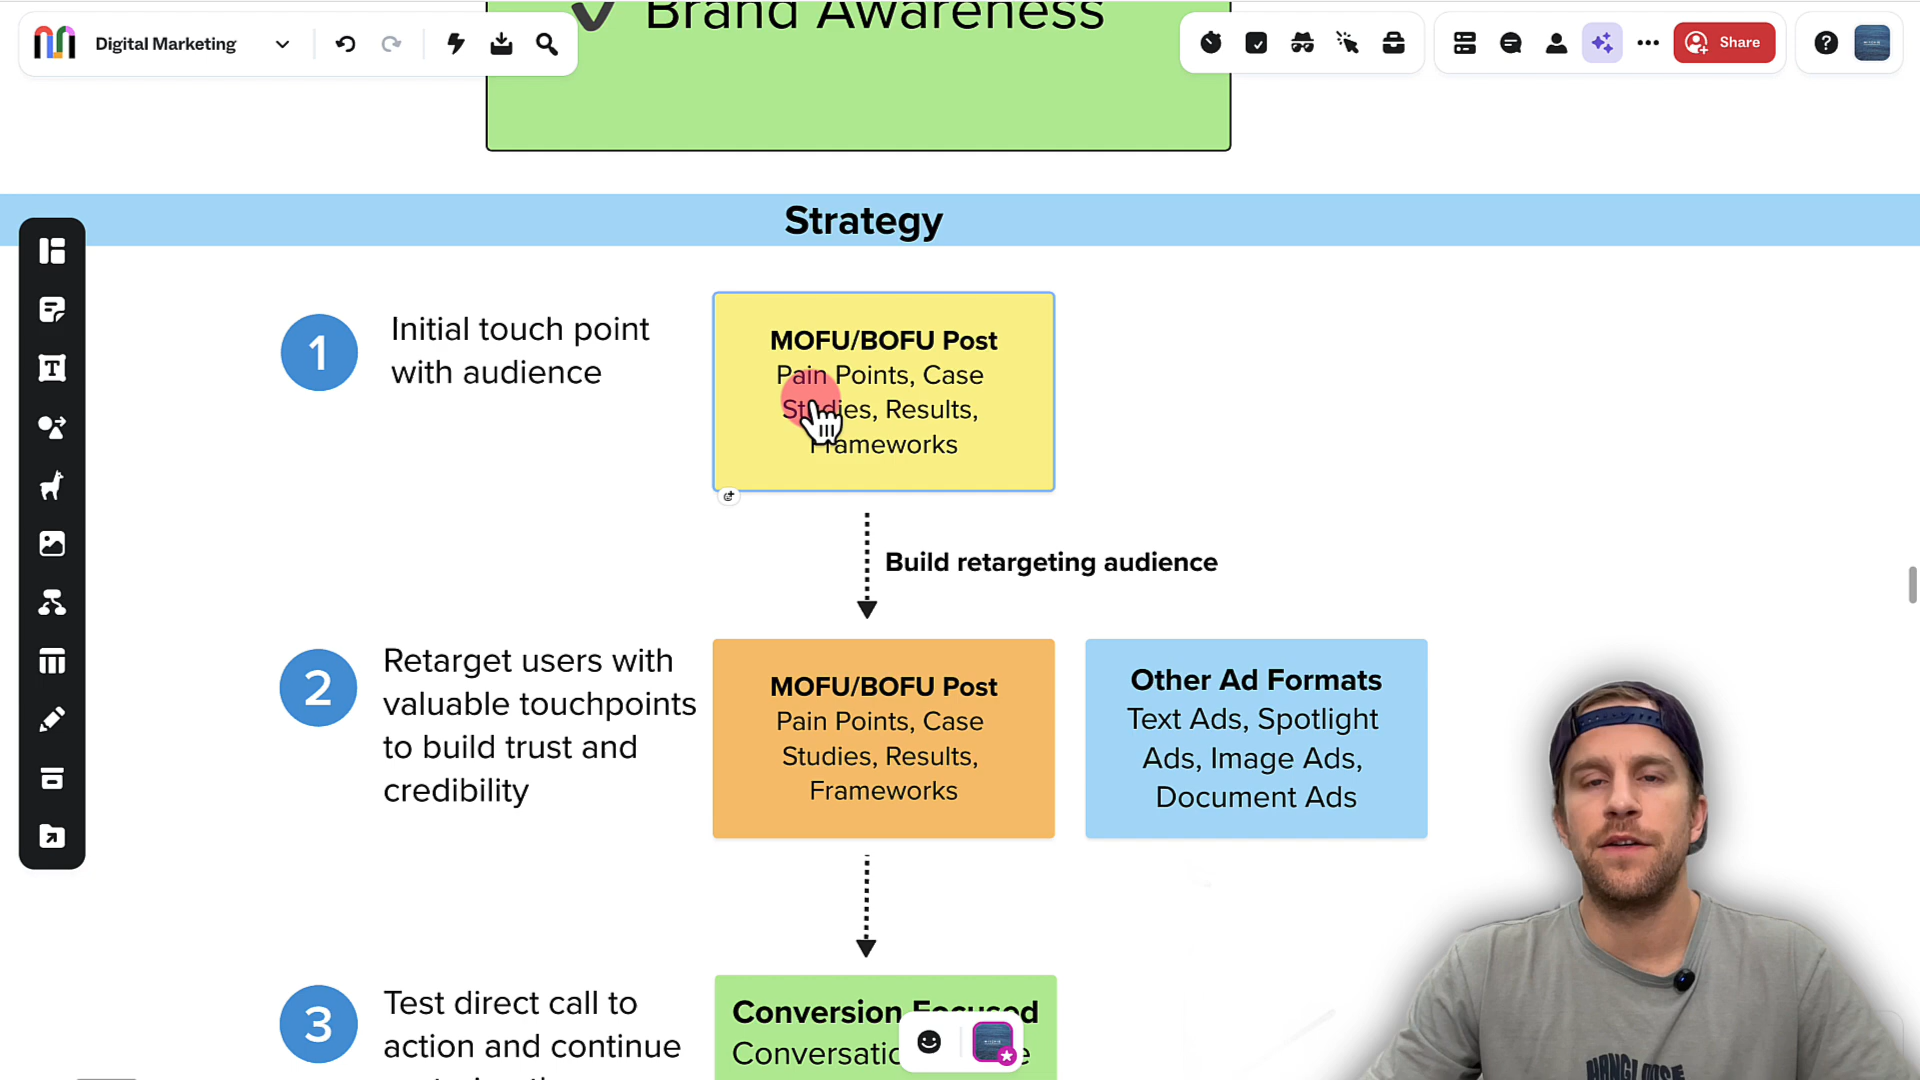 Brand Awareness
Digital Marketing
Share
Strategy
1
Initial touch point
with audience
MOFU/BOFU Post
Pain Points, Case
Studies, Results,
Frameworks
Build retargeting audience
2
Retarget users with
valuable touchpoints
to build trust and
credibility
MOFU/BOFU Post
Pain Points, Case
Studies, Results,
Frameworks
Other Ad Formats
Text Ads, Spotlight
Ads, Image Ads,
Document Ads
3
Test direct call to
action and continue
Conversion Focused